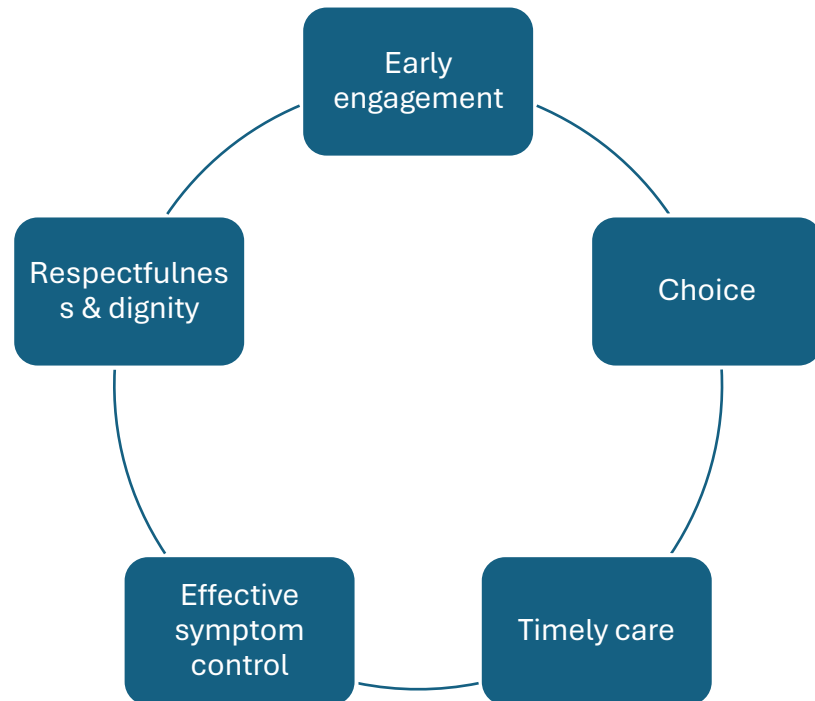 Early
engagement
Choice
Timely care
Effective
symptom
control
Respectfulnes
s & dignity